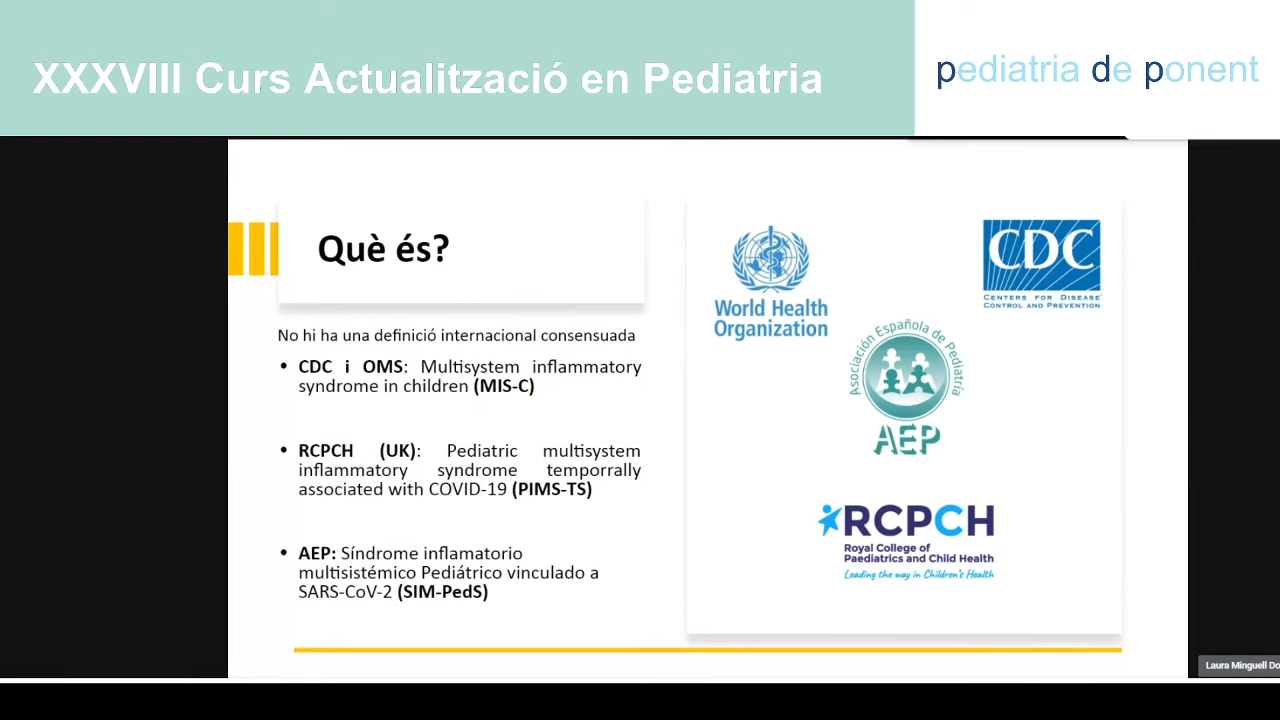 XXXVIII Curs Actualització en Pediatria
pediatria de ponent
Què és?
No hi ha una definició internacional consensuada
• CDC i OMS: Multisystem inflammatory
syndrome in children (MIS-C)
• RCPCH (UK): Pediatric multisystem
inflammatory syndrome temporrally
associated with COVID-19 (PIMS-TS)
• AEP: Síndrome inflamatorio
multisistémico Pediátrico vinculado a
SARS-CoV-2 (SIM-PedS)
World Health
Organization
CDC
CENTERS FOR DISEASE
CONTROL AND PREVENTION
Asociación Española de Pediatría
AEP
RCPCH
Royal College of
Paediatrics and Child Health
Leading the way in Children's Health
Laura Minguell Do